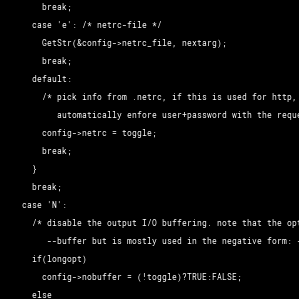 break;
case 'e': /* netrc-file */
GetStr(&config->netrc_file, nextarg);
break;
default:
/* pick info from .netrc, if this is used for http,
automatically enfore user+password with the reque
config->netrc = toggle;
break;
}
break;
case 'N':
/* disable the output I/O buffering. note that the opt
--buffer but is mostly used in the negative form: -
if(longopt)
config->nobuffer = (!toggle)?TRUE:FALSE;
else